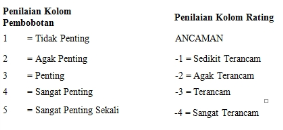 Penilaian Kolom Pembobotan
1 = Tidak Penting
2 = Agak Penting
3 = Penting
4 = Sangat Penting
5 = Sangat Penting Sekali
Penilaian Kolom Rating
ANCAMAN
-1 = Sedikit Terancam
-2 = Agak Terancam
-3 = Terancam
-4 = Sangat Terancam